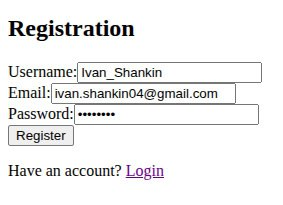 Registration
Username: Ivan_Shankin
Email: ivan.shankin04@gmail.com
Password: ••••••••
Register
Have an account? Login